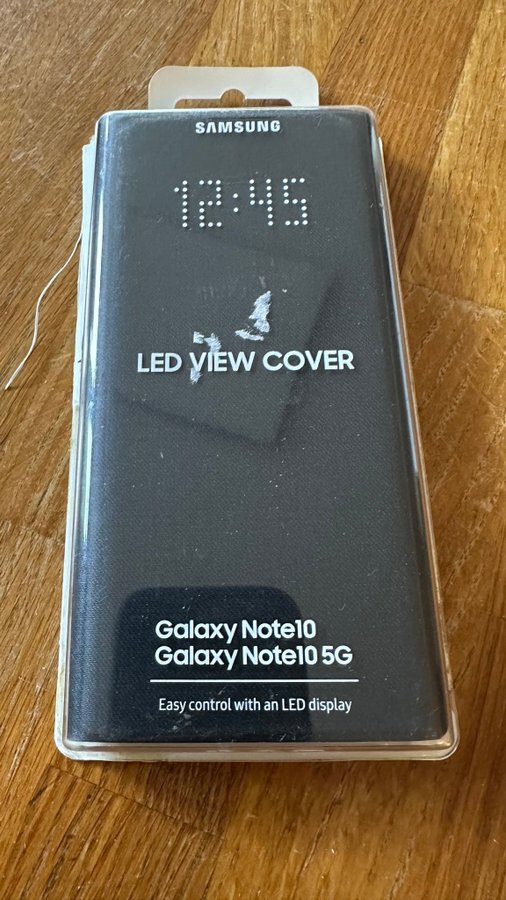 SAMSUNG
12:45
LED VIEW COVER
Galaxy Note10
Galaxy Note10 5G
Easy control with an LED display